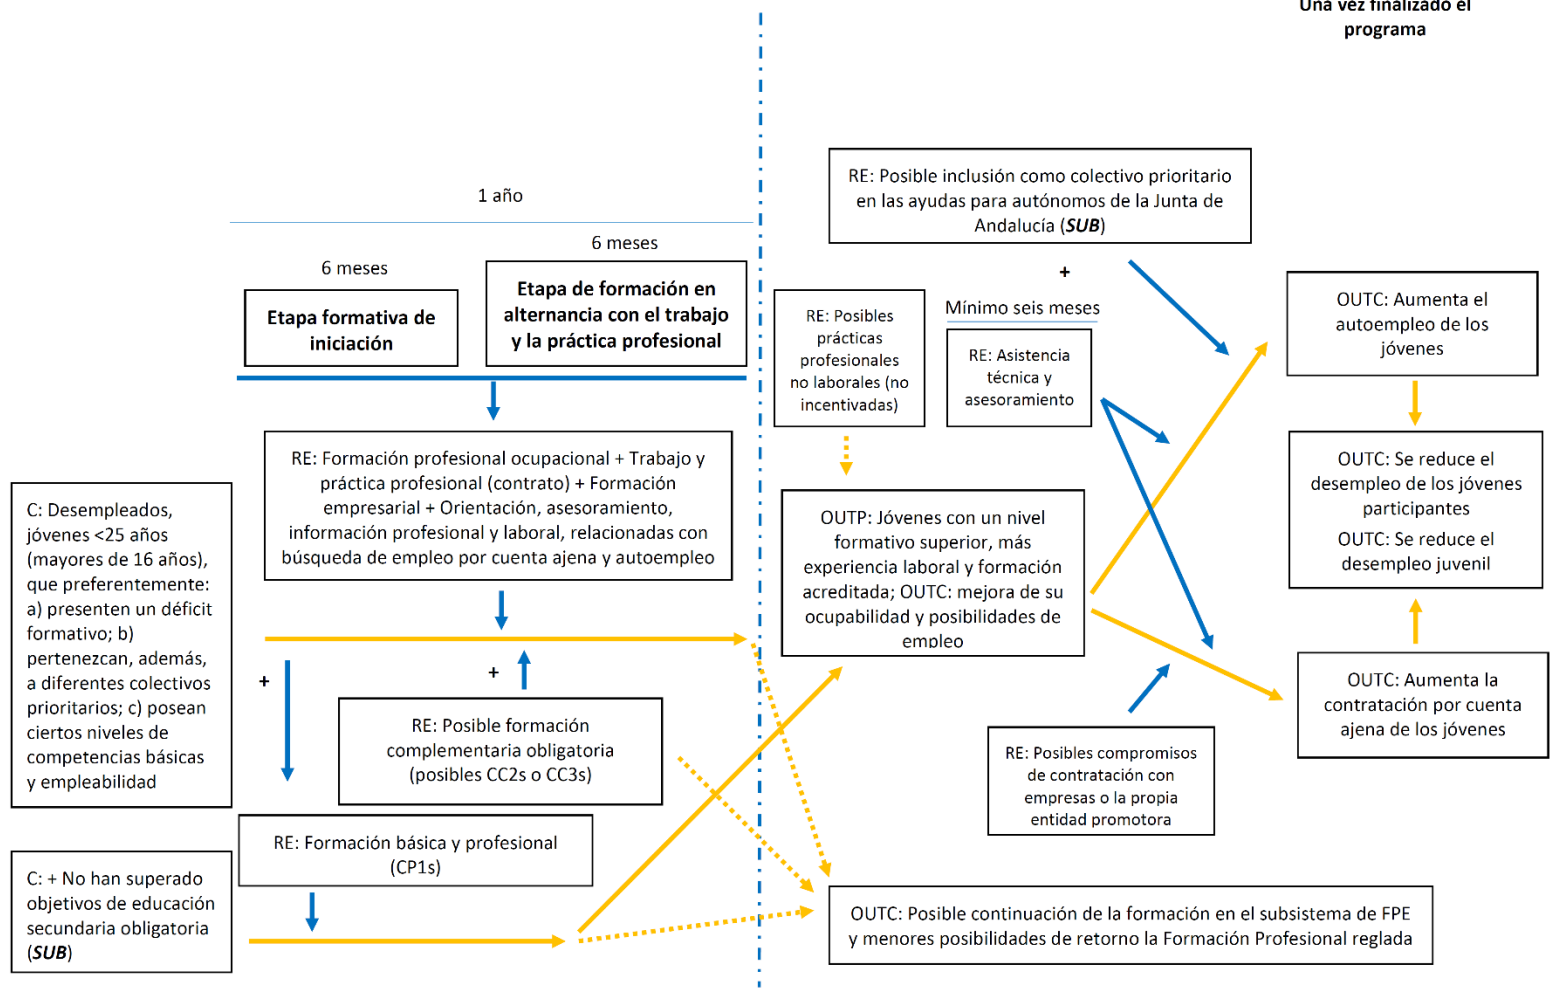 Una vez finalizado el
programa
1 año
6 meses
6 meses
Etapa formativa de
iniciación
Etapa de formación en
alternancia con el trabajo
y la práctica profesional
RE: Formación profesional ocupacional + Trabajo y
práctica profesional (contrato) + Formación
empresarial + Orientación, asesoramiento,
información profesional y laboral, relacionadas con
búsqueda de empleo por cuenta ajena y autoempleo
C: Desempleados,
jóvenes <25 años
(mayores de 16 años),
que preferentemente:
a) presenten un déficit
formativo; b)
pertenezcan, además,
a diferentes colectivos
prioritarios; c) posean
ciertos niveles de
competencias básicas
y empleabilidad
+
+
RE: Posible formación
complementaria obligatoria
(posibles CC2s o CC3s)
RE: Formación básica y profesional
(CP1s)
C: + No han superado
objetivos de educación
secundaria obligatoria
(SUB)
RE: Posible inclusión como colectivo prioritario
en las ayudas para autónomos de la Junta de
Andalucía (SUB)
+
Mínimo seis meses
RE: Posibles
prácticas
profesionales
no laborales (no
incentivadas)
RE: Asistencia
técnica y
asesoramiento
OUTP: Jóvenes con un nivel
formativo superior, más
experiencia laboral y formación
acreditada; OUTC: mejora de su
ocupabilidad y posibilidades de
empleo
RE: Posibles compromisos
de contratación con
empresas o la propia
entidad promotora
OUTC: Aumenta el
autoempleo de los
jóvenes
OUTC: Se reduce el
desempleo de los jóvenes
participantes
OUTC: Se reduce el
desempleo juvenil
OUTC: Aumenta la
contratación por cuenta
ajena de los jóvenes
OUTC: Posible continuación de la formación en el subsistema de FPE
y menores posibilidades de retorno la Formación Profesional reglada